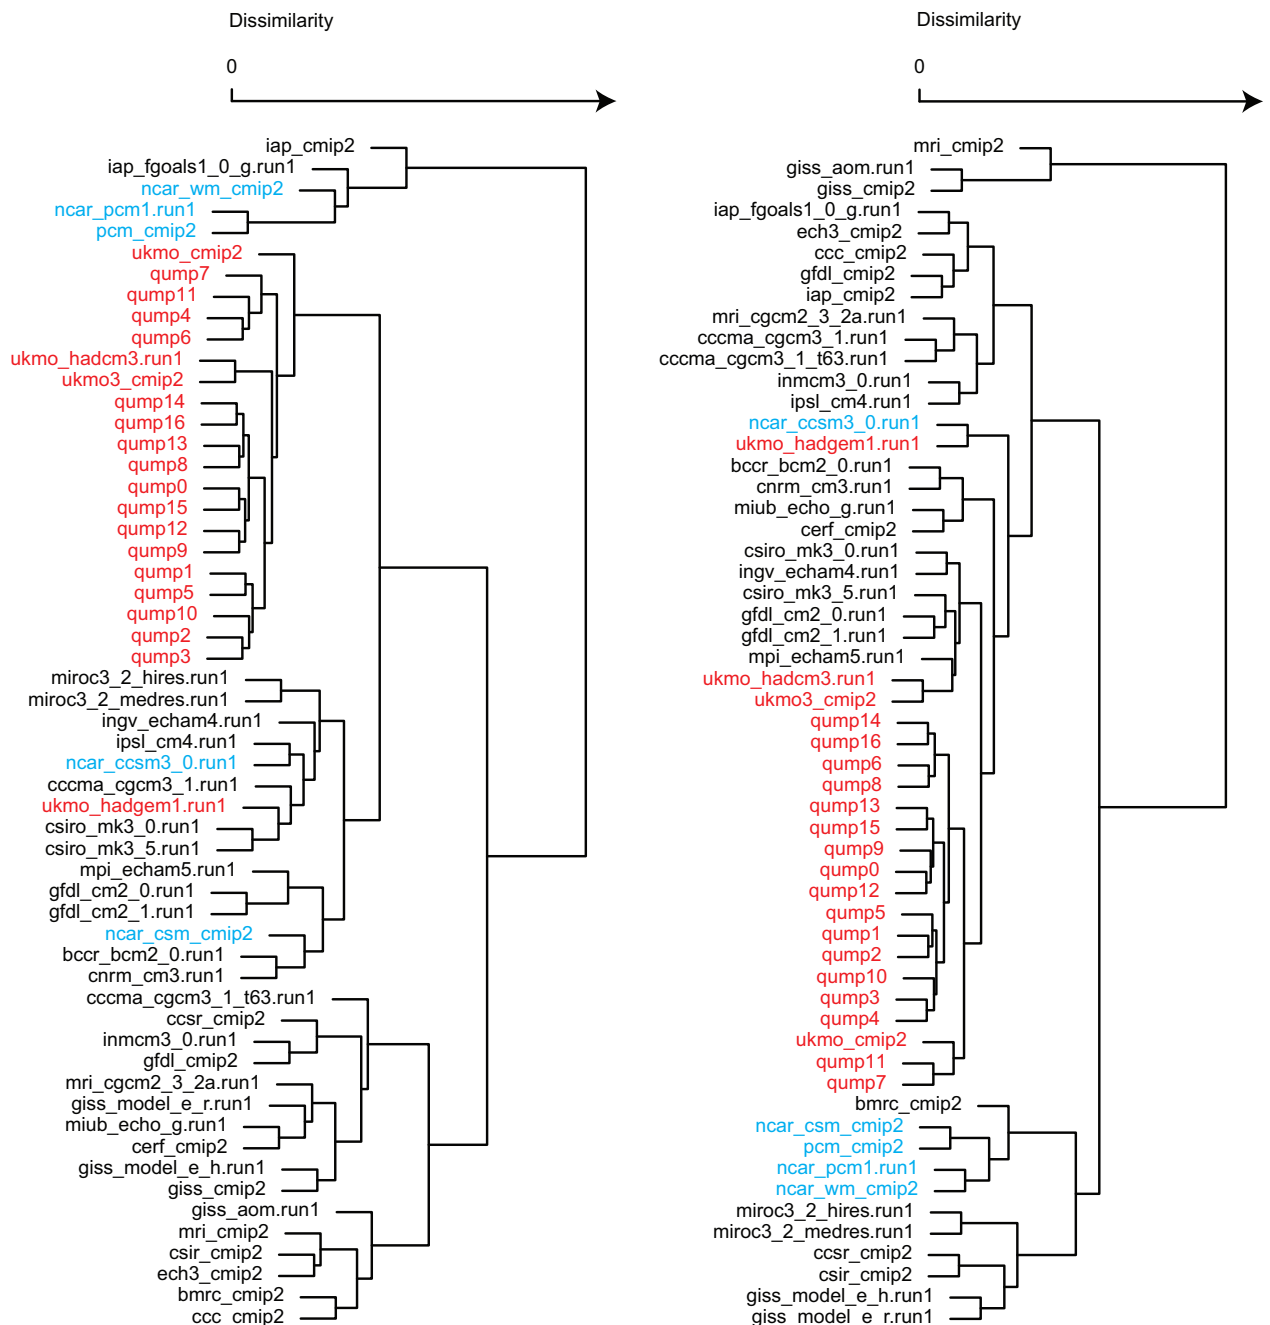 Dissimilarity
0
iap_cmip2
iap_fgoals1_0_g.run1
ncar_wm_cmip2
ncar_pcm1.run1
pcm_cmip2
ukmo_cmip2
qump7
qump11
qump4
qump6
ukmo_hadcm3.run1
ukmo3_cmip2
qump14
qump16
qump13
qump8
qump0
qump15
qump12
qump9
qump1
qump5
qump10
qump2
qump3
miroc3_2_hires.run1
miroc3_2_medres.run1
ingv_echam4.run1
ipsl_cm4.run1
ncar_ccsm3_0.run1
cccma_cgcm3_1.run1
ukmo_hadgem1.run1
csiro_mk3_0.run1
csiro_mk3_5.run1
mpi_echam5.run1
gfdl_cm2_0.run1
gfdl_cm2_1.run1
ncar_csm_cmip2
bccr_bcm2_0.run1
cnrm_cm3.run1
cccma_cgcm3_1_t63.run1
ccsr_cmip2
inmcm3_0.run1
gfdl_cmip2
mri_cgcm2_3_2a.run1
giss_model_e_r.run1
miub_echo_g.run1
cerf_cmip2
giss_model_e_h.run1
giss_cmip2
giss_aom.run1
mri_cmip2
csir_cmip2
ech3_cmip2
bmrc_cmip2
ccc_cmip2
Dissimilarity
0
mri_cmip2
giss_aom.run1
giss_cmip2
iap_fgoals1_0_g.run1
ech3_cmip2
ccc_cmip2
gfdl_cmip2
iap_cmip2
mri_cgcm2_3_2a.run1
cccma_cgcm3_1.run1
cccma_cgcm3_1_t63.run1
inmcm3_0.run1
ipsl_cm4.run1
ncar_ccsm3_0.run1
ukmo_hadgem1.run1
bccr_bcm2_0.run1
cnrm_cm3.run1
miub_echo_g.run1
cerf_cmip2
csiro_mk3_0.run1
ingv_echam4.run1
csiro_mk3_5.run1
gfdl_cm2_0.run1
gfdl_cm2_1.run1
mpi_echam5.run1
ukmo_hadcm3.run1
ukmo3_cmip2
qump14
qump16
qump6
qump8
qump13
qump15
qump9
qump0
qump12
qump5
qump1
qump2
qump10
qump3
qump4
ukmo_cmip2
qump11
qump7
bmrc_cmip2
ncar_csm_cmip2
pcm_cmip2
ncar_pcm1.run1
ncar_wm_cmip2
miroc3_2_hires.run1
miroc3_2_medres.run1
ccsr_cmip2
csir_cmip2
giss_model_e_h.run1
giss_model_e_r.run1